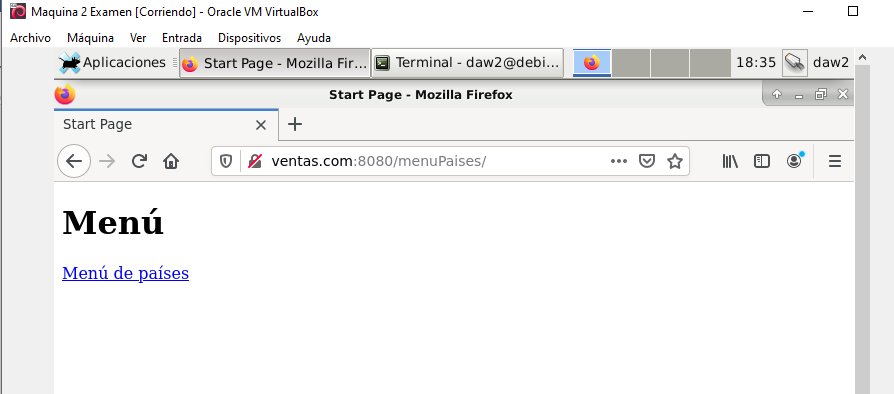 Maquina 2 Examen [Corriendo] - Oracle VM VirtualBox
Archivo Máquina Ver Entrada Dispositivos Ayuda
Aplicaciones Start Page - Mozilla Fir... Terminal - daw2@debi... 18:35 daw2
Start Page - Mozilla Firefox
Start Page
ventas.com:8080/menuPaises/
Menú
Menú de países